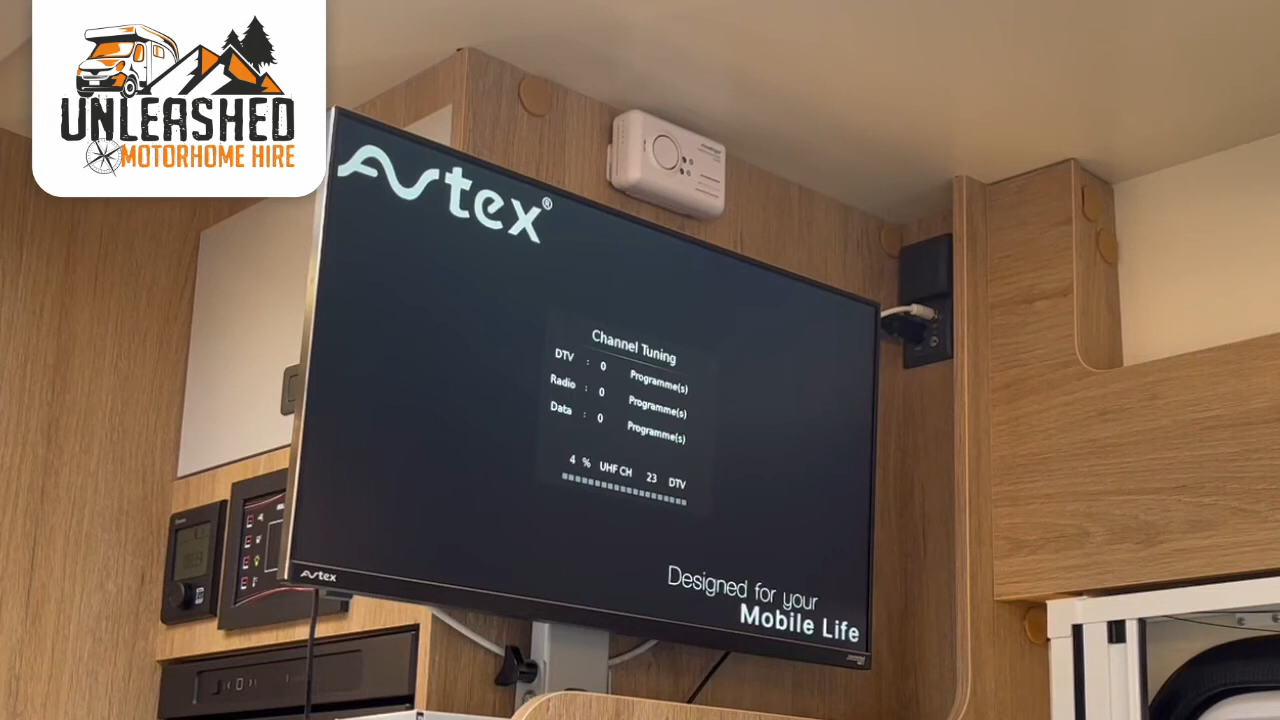 UNLEASHED
MOTORHOME HIRE
Avtex®
Channel Tuning
DTV : 0 Programme(s)
Radio : 0 Programme(s)
Data : 0 Programme(s)
4 % UHF CH 23 DTV
Designed for your
Mobile Life
Avtex